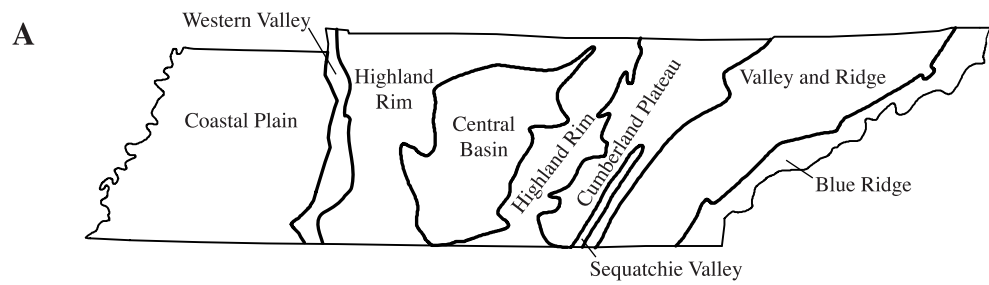 A
Western Valley
Highland
Rim
Coastal Plain
Central
Basin
Highland Rim
Cumberland Plateau
Valley and Ridge
Blue Ridge
Sequatchie Valley